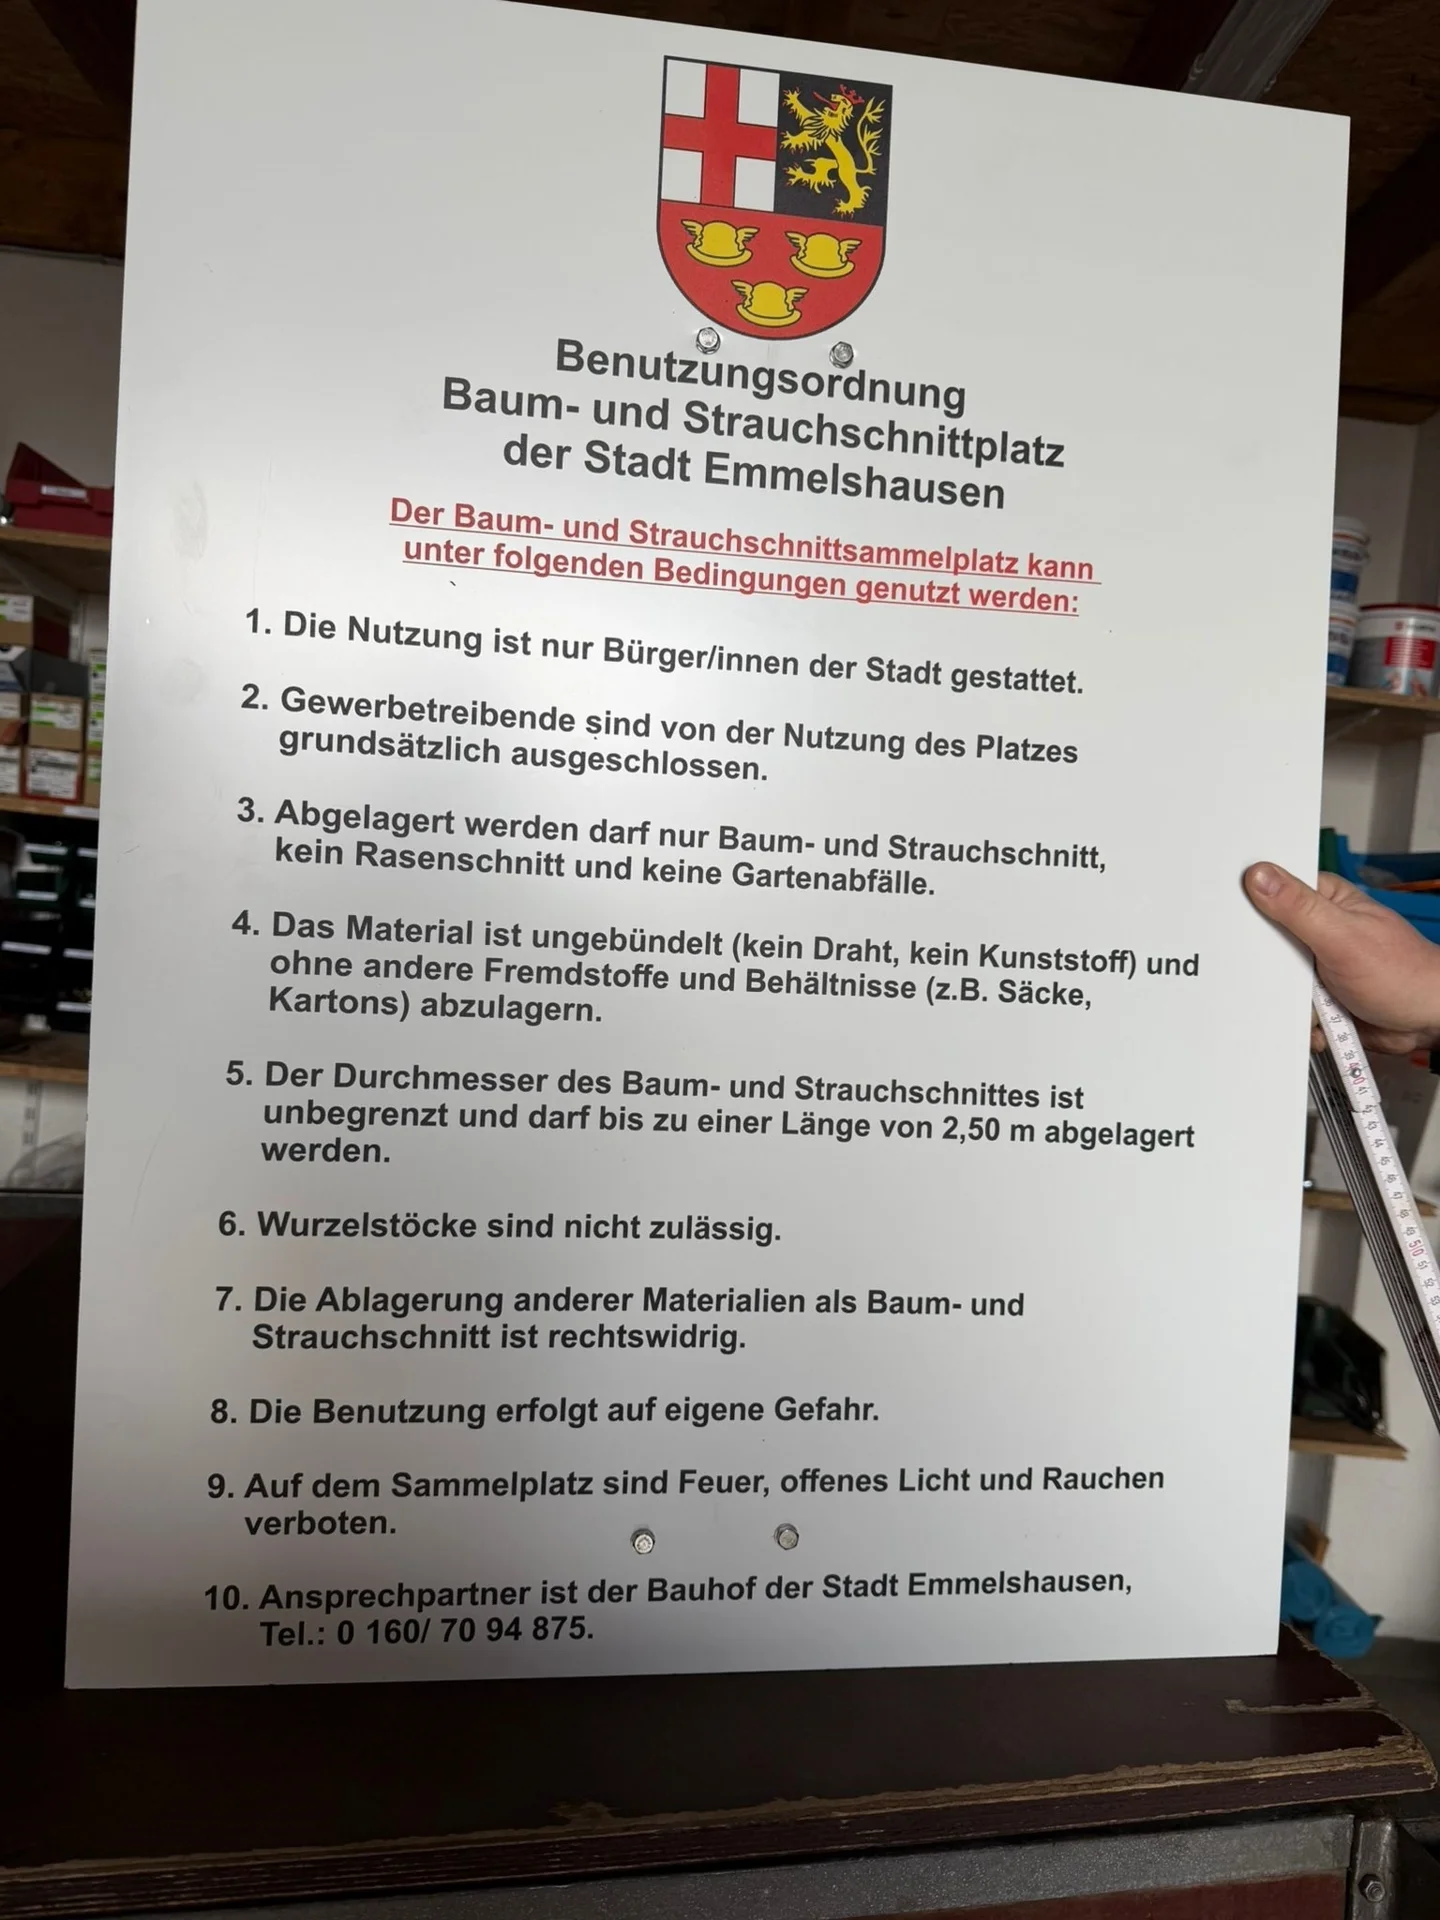 Benutzungsordnung
Baum- und Strauchschnittplatz
der Stadt Emmelshausen
Der Baum- und Strauchschnittsammelplatz kann
unter folgenden Bedingungen genutzt werden:
1. Die Nutzung ist nur Bürger/innen der Stadt gestattet.
2. Gewerbetreibende sind von der Nutzung des Platzes
grundsätzlich ausgeschlossen.
3. Abgelagert werden darf nur Baum- und Strauchschnitt,
kein Rasenschnitt und keine Gartenabfälle.
4. Das Material ist ungebündelt (kein Draht, kein Kunststoff) und
ohne andere Fremdstoffe und Behältnisse (z.B. Säcke,
Kartons) abzulagern.
5. Der Durchmesser des Baum- und Strauchschnittes ist
unbegrenzt und darf bis zu einer Länge von 2,50 m abgelagert
werden.
6. Wurzelstöcke sind nicht zulässig.
7. Die Ablagerung anderer Materialien als Baum- und
Strauchschnitt ist rechtswidrig.
8. Die Benutzung erfolgt auf eigene Gefahr.
9. Auf dem Sammelplatz sind Feuer, offenes Licht und Rauchen
verboten.
10. Ansprechpartner ist der Bauhof der Stadt Emmelshausen,
Tel.: 0 160/ 70 94 875.